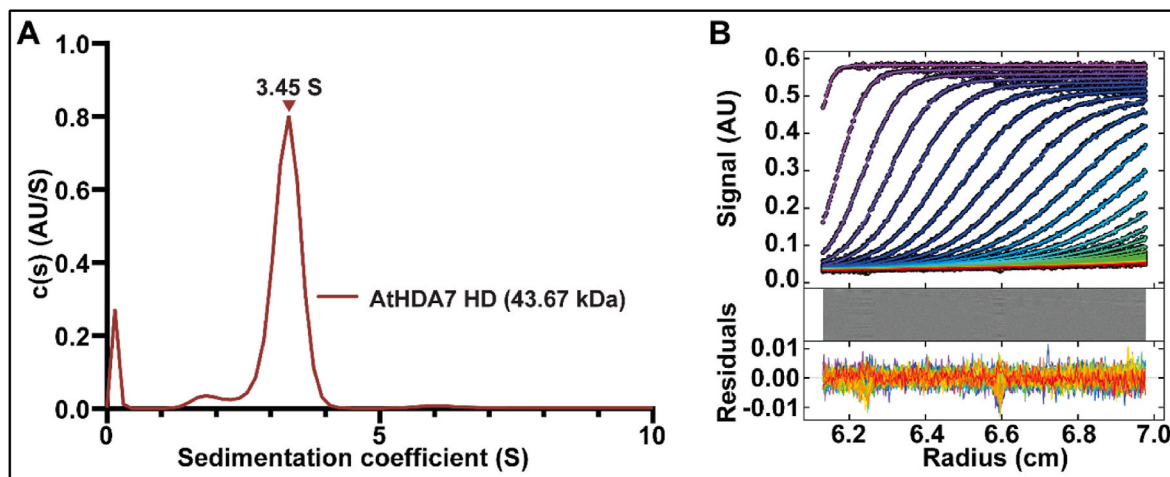 A
1.0
0.8
0.6
0.4
0.2
0.0
c(s) (AU/S)
3.45 S
AtHDA7 HD (43.67 kDa)
0
5
10
Sedimentation coefficient (S)
B
0.6
0.5
0.4
0.3
0.2
0.1
0.0
Signal (AU)
0.01
0.00
-0.01
Residuals
6.2
6.4
6.6
6.8
7.0
Radius (cm)